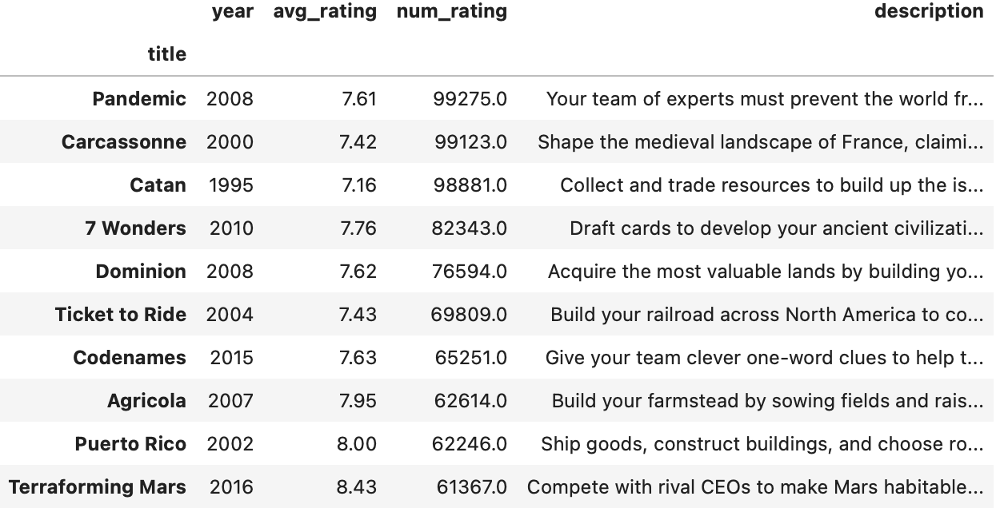 year avg_rating num_rating description
title
Pandemic 2008 7.61 99275.0 Your team of experts must prevent the world fr...
Carcassonne 2000 7.42 99123.0 Shape the medieval landscape of France, claimi...
Catan 1995 7.16 98881.0 Collect and trade resources to build up the is...
7 Wonders 2010 7.76 82343.0 Draft cards to develop your ancient civilizati...
Dominion 2008 7.62 76594.0 Acquire the most valuable lands by building yo...
Ticket to Ride 2004 7.43 69809.0 Build your railroad across North America to co...
Codenames 2015 7.63 65251.0 Give your team clever one-word clues to help t...
Agricola 2007 7.95 62614.0 Build your farmstead by sowing fields and rais...
Puerto Rico 2002 8.00 62246.0 Ship goods, construct buildings, and choose ro...
Terraforming Mars 2016 8.43 61367.0 Compete with rival CEOs to make Mars habitable...